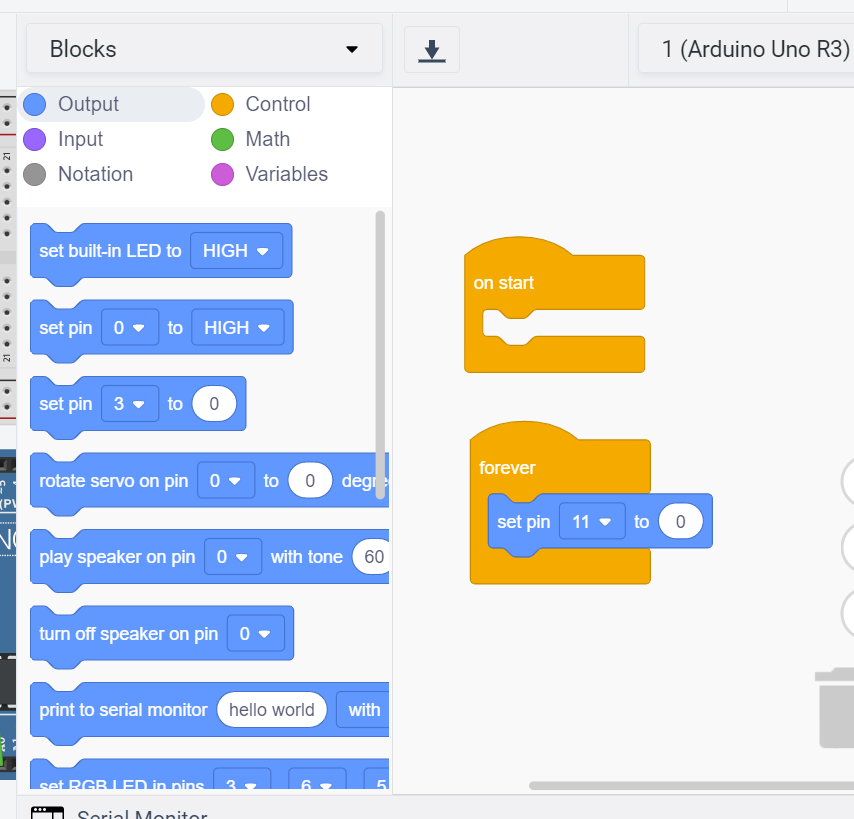 Blocks
1 (Arduino Uno R3)
Output
Control
Input
Math
Notation
Variables
set built-in LED to HIGH
set pin 0 to HIGH
set pin 3 to 0
rotate servo on pin 0 to 0 degre
play speaker on pin 0 with tone 60
turn off speaker on pin 0
print to serial monitor hello world with
set RGB LED in pins 3 6 5
on start
forever
set pin 11 to 0
21
21
Serial Monitor